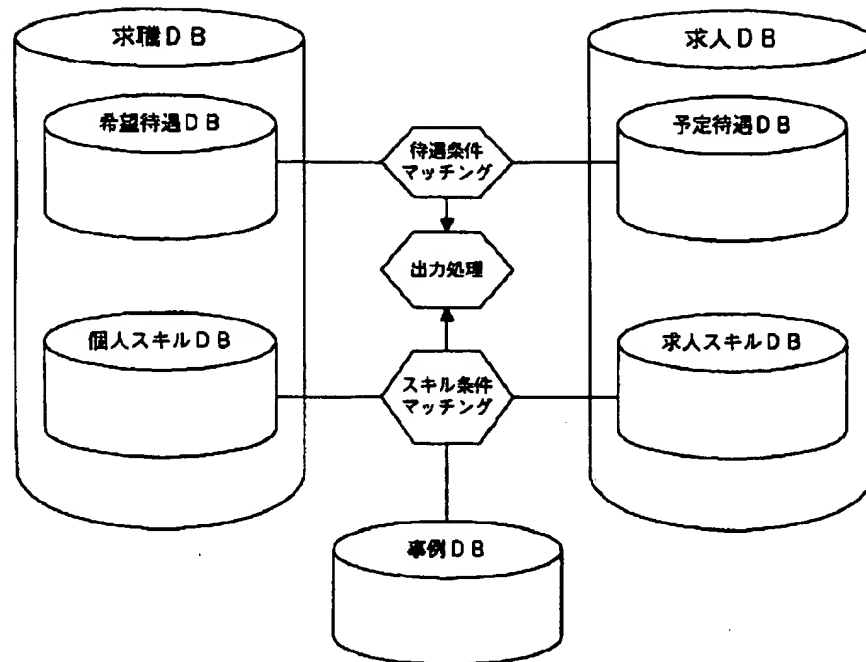 求職ＤＢ
求人ＤＢ
希望待遇ＤＢ
待遇条件
マッチング
予定待遇ＤＢ
出力処理
個人スキルＤＢ
スキル条件
マッチング
求人スキルＤＢ
事例ＤＢ